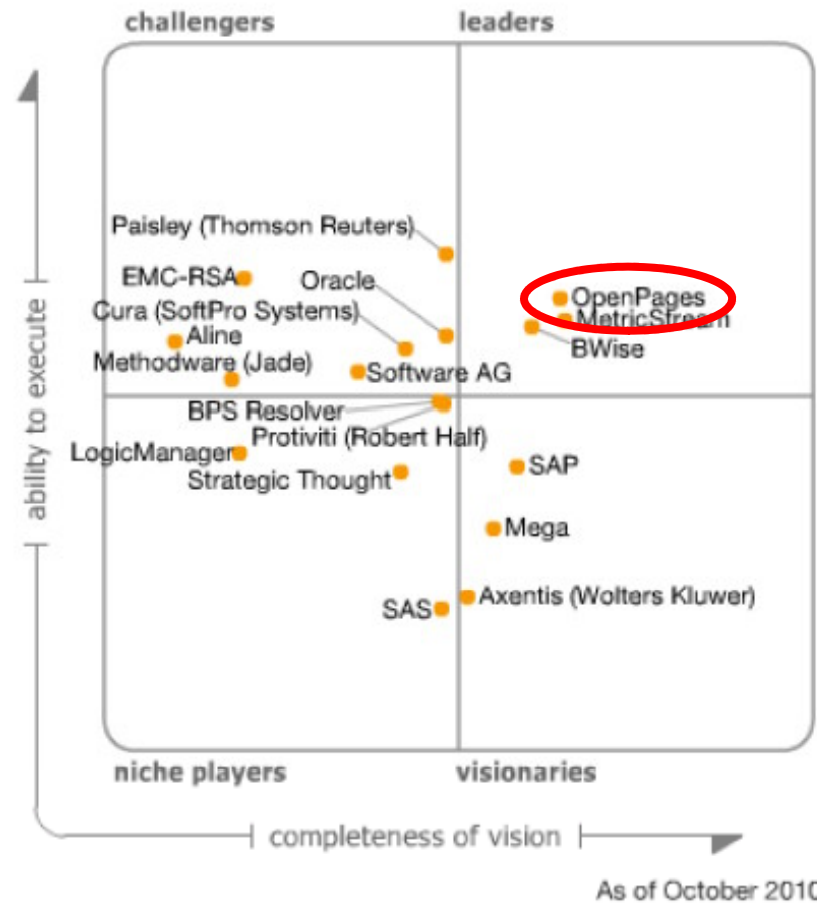 challengers
leaders
Paisley (Thomson Reuters)
EMC-RSA
Oracle
OpenPages
Cura (SoftPro Systems)
MetricStream
Aline
BWise
Methodware (Jade)
Software AG
BPS Resolver
Protiviti (Robert Half)
LogicManager
SAP
Strategic Thought
Mega
Axentis (Wolters Kluwer)
SAS
ability to execute
niche players
visionaries
completeness of vision
As of October 2010